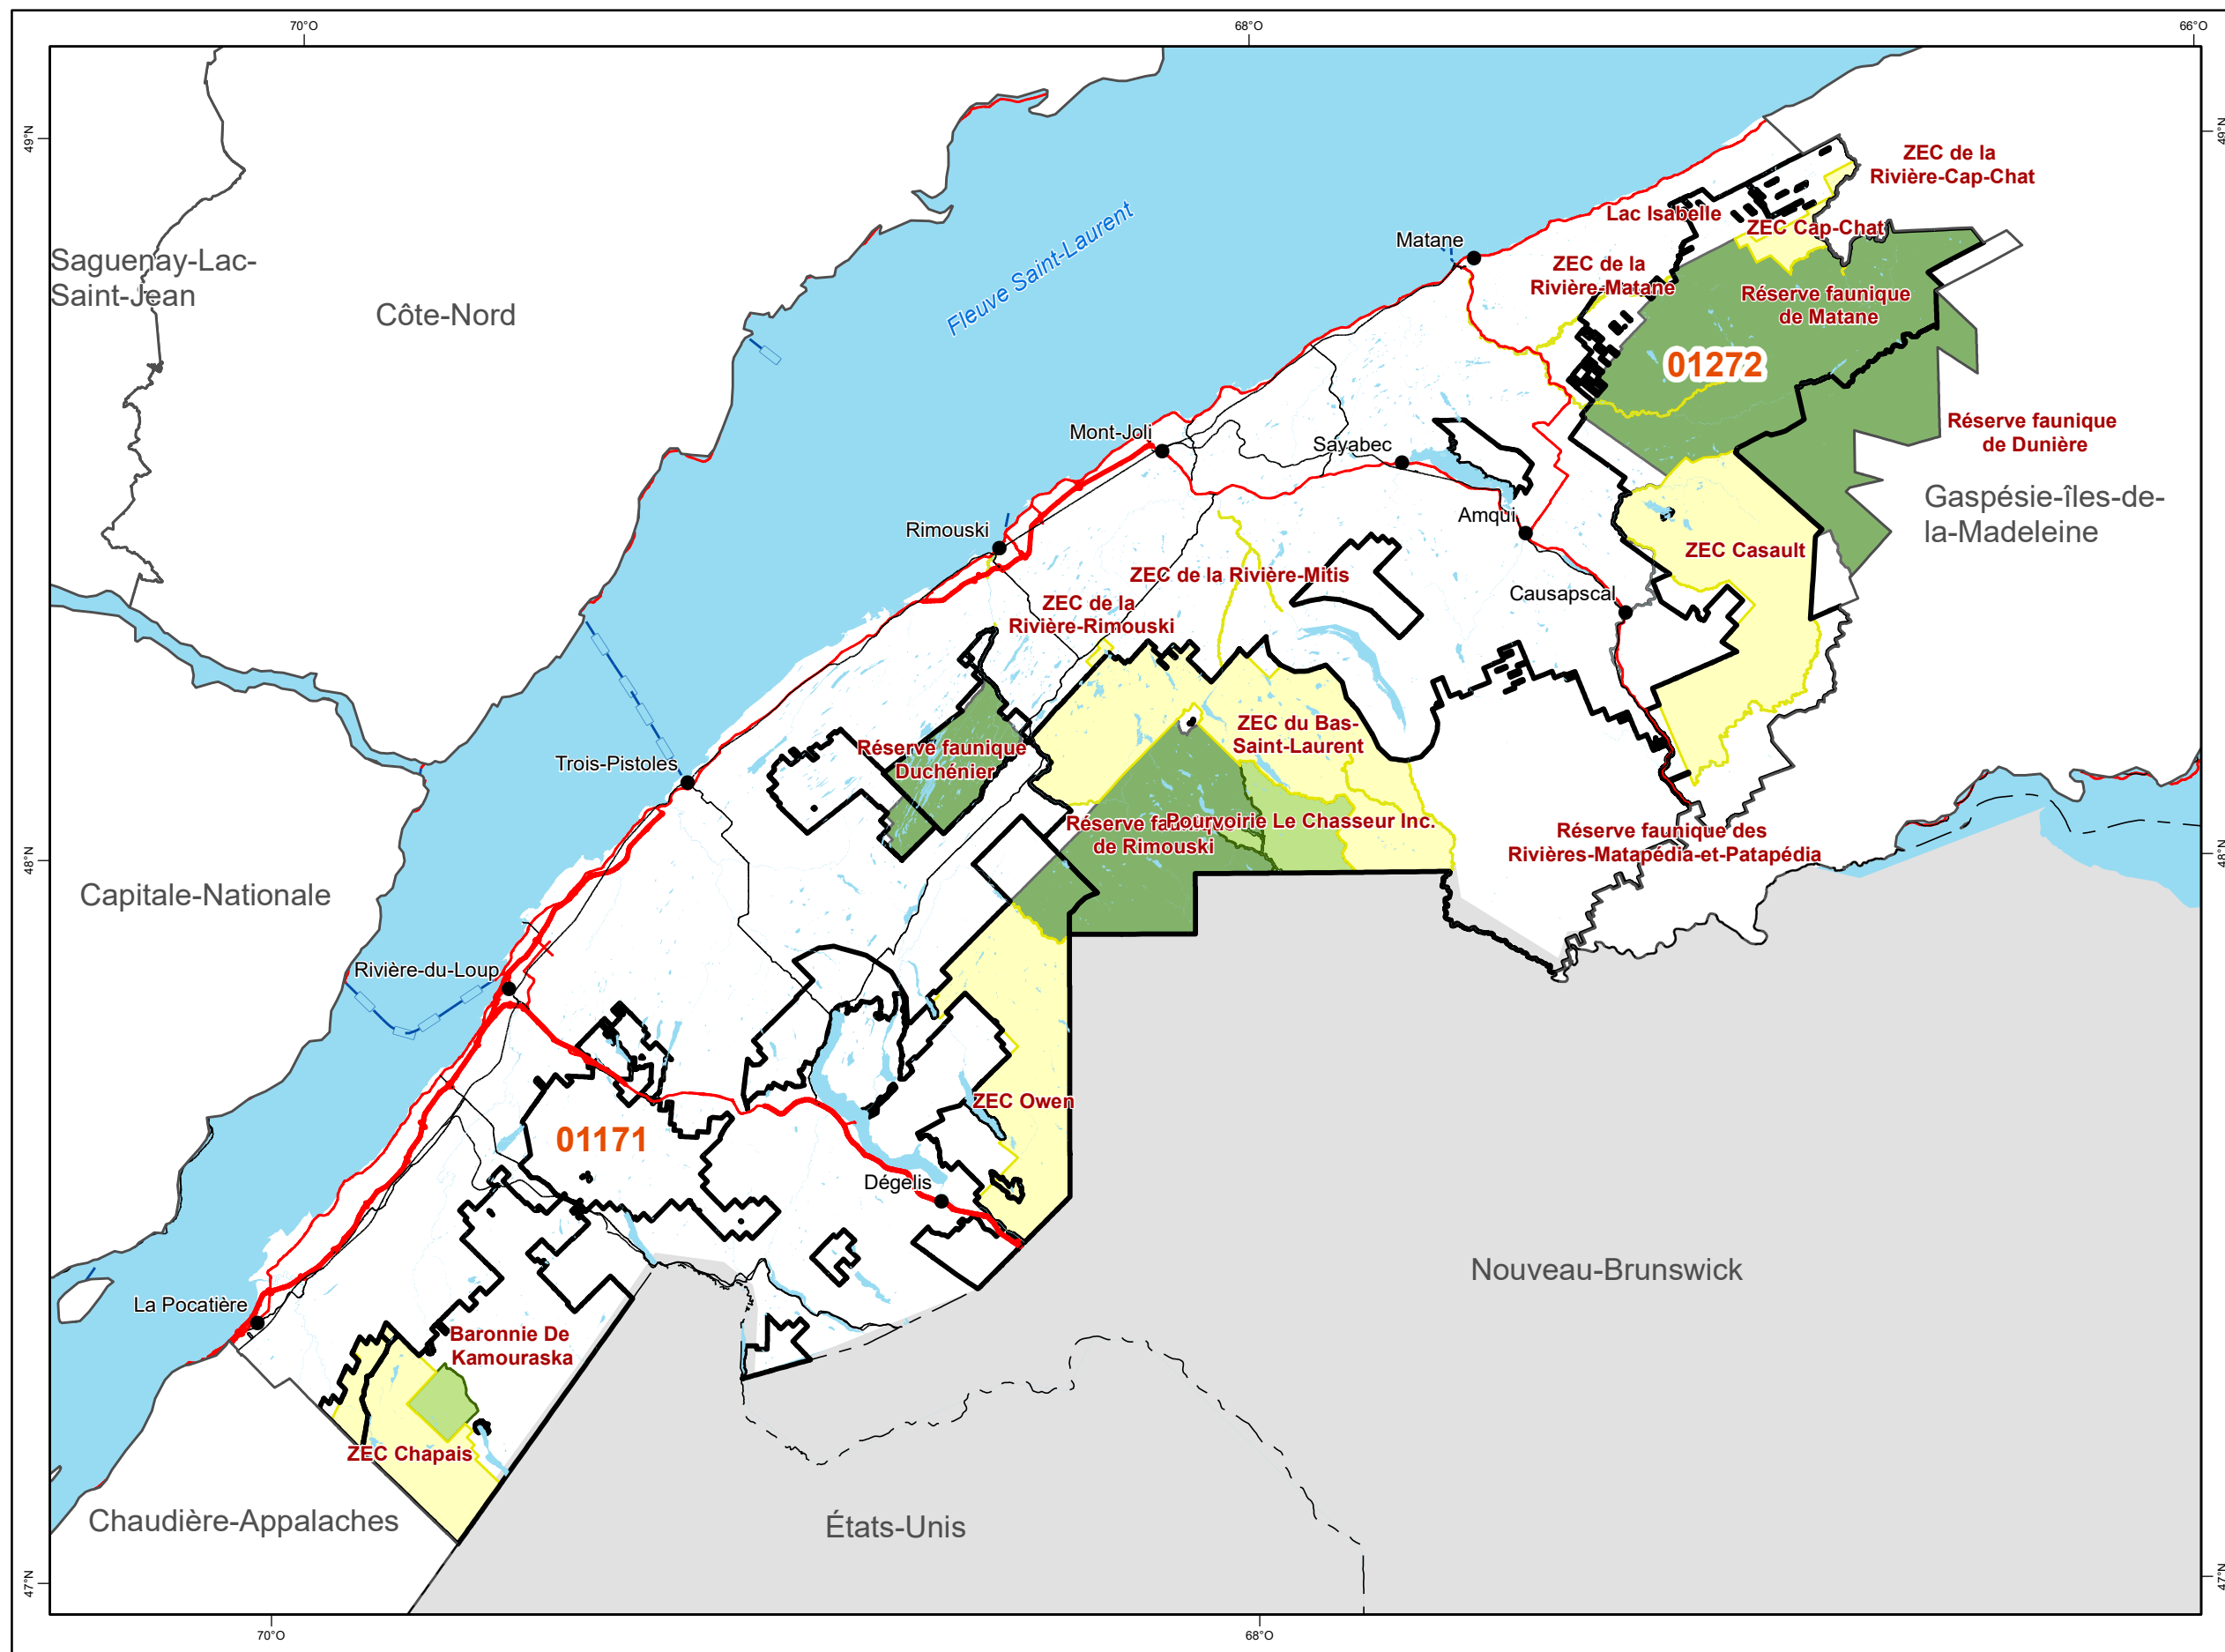 70°O
68°O
66°O
49°N
49°N
ZEC de la
Rivière-Cap-Chat
Lac Isabelle
ZEC Cap-Chat
Fleuve Saint-Laurent
Matane
Saguenay-Lac-
Saint-Jean
ZEC de la
Rivière-Matane
Réserve faunique
de Matane
Côte-Nord
01272
Mont-Joli
Sayabec
Réserve faunique
de Dunière
Gaspésie-îles-de-
la-Madeleine
Amqui
Rimouski
ZEC Casault
ZEC de la Rivière-Mitis
Causapscal
ZEC de la
Rivière-Rimouski
ZEC du Bas-
Saint-Laurent
Réserve faunique
Duchénier
Trois-Pistoles
Réserve faunique
de Rimouski
Pourvoirie Le Chasseur Inc.
Réserve faunique des
Rivières-Matapédia-et-Patapédia
48°N
48°N
Capitale-Nationale
Rivière-du-Loup
ZEC Owen
01171
Dégelis
Nouveau-Brunswick
La Pocatière
Baronnie De
Kamouraska
ZEC Chapais
Chaudière-Appalaches
États-Unis
47°N
47°N
70°O
68°O